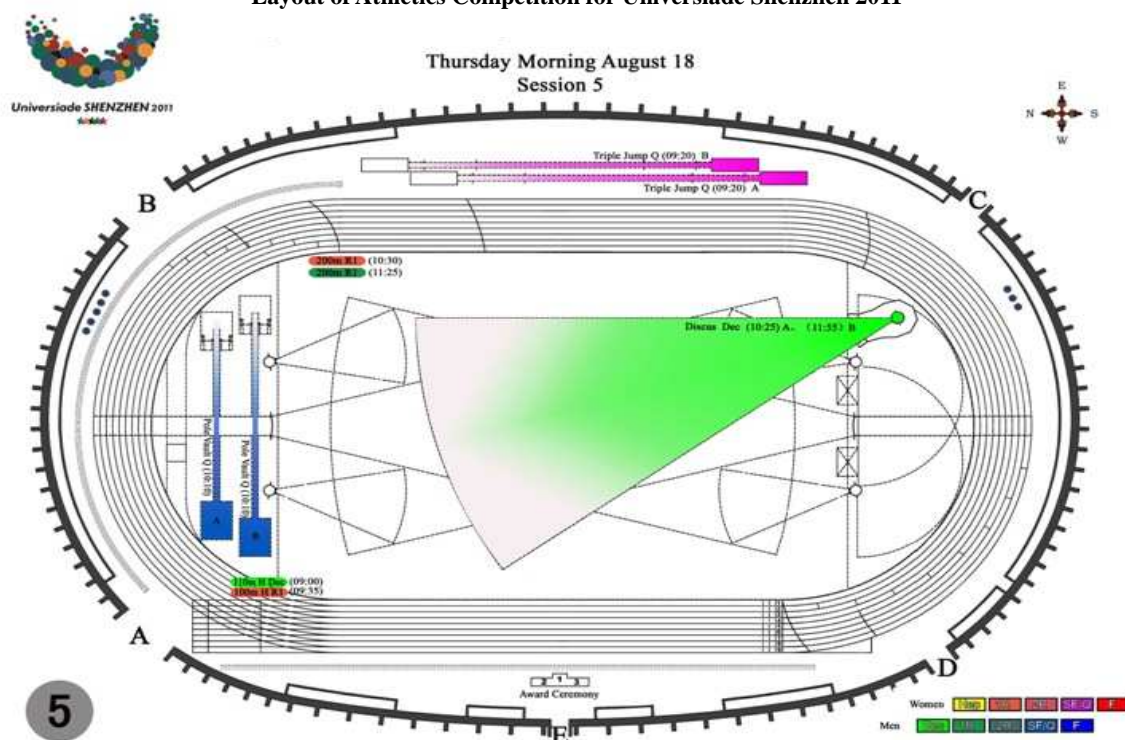 Layout of Athletics Competition for Universiade Shenzhen 2011
Thursday Morning August 18
Session 5
Universiade SHENZHEN 2011
E
N S
W
Triple Jump Q (09:20) B
Triple Jump Q (09:20) A
B
C
200m R1 (10:30)
(11:25)
Discus Dec (10:25) A、 (11:55) B
Pole Vault Q (10:10)
Pole Vault Q (10:10)
A
B
110m H Dec (09:00)
100m H R1 (09:35)
A
D
2 1 3
Award Ceremony
E
5
Women SF/Q F
Men SF/Q F